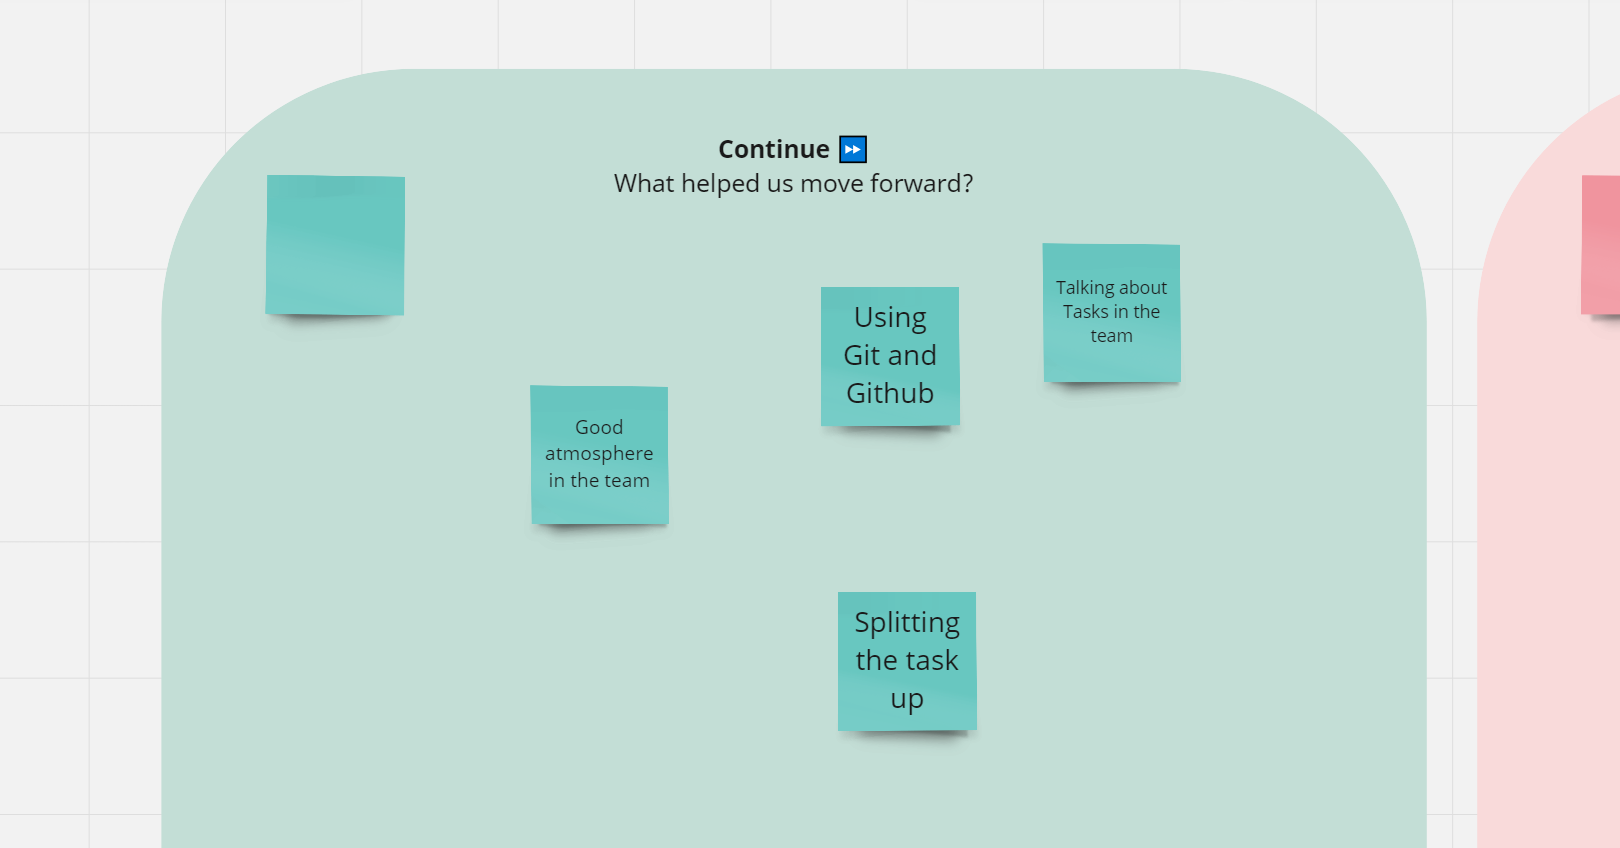 Continue ⏩
What helped us move forward?
Using
Git and
Github
Talking about
Tasks in the
team
Good
atmosphere
in the team
Splitting
the task
up